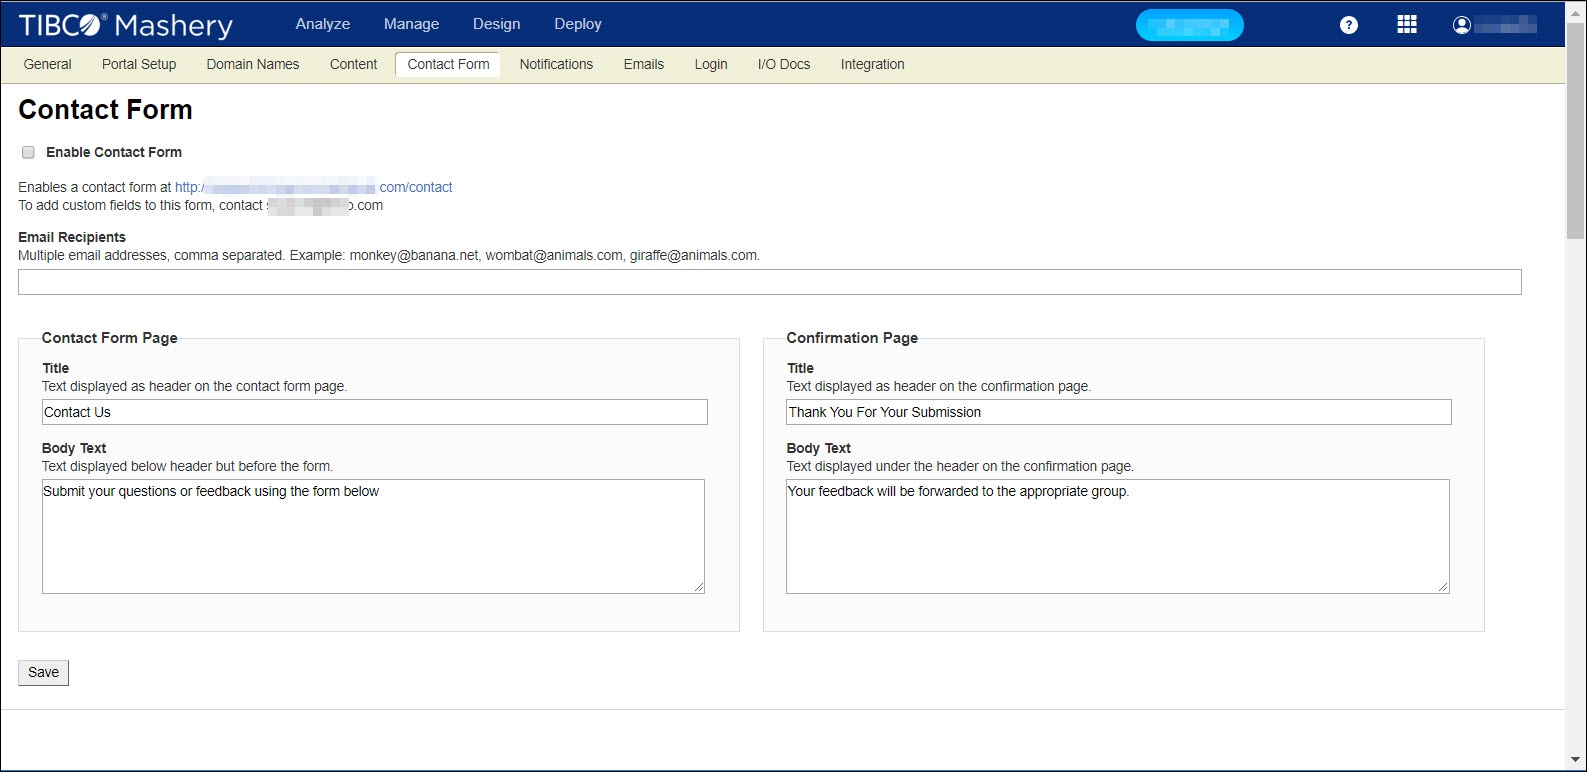 TIBCO® Mashery Analyze Manage Design Deploy
General Portal Setup Domain Names Content Contact Form Notifications Emails Login I/O Docs Integration
Contact Form
Enable Contact Form
Enables a contact form at http:/ com/contact
To add custom fields to this form, contact .com
Email Recipients
Multiple email addresses, comma separated. Example: monkey@banana.net, wombat@animals.com, giraffe@animals.com.
Contact Form Page
Title
Text displayed as header on the contact form page.
Contact Us
Body Text
Text displayed below header but before the form.
Submit your questions or feedback using the form below
Confirmation Page
Title
Text displayed as header on the confirmation page.
Thank You For Your Submission
Body Text
Text displayed under the header on the confirmation page.
Your feedback will be forwarded to the appropriate group.
Save